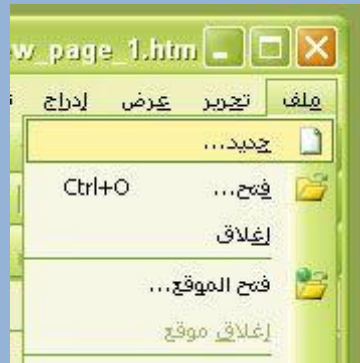 w_page_1.htm
ملف تحرير عرض إدراج
جديد...
فتح... Ctrl+O
إغلاق
فتح الموقع...
إغلاق موقع